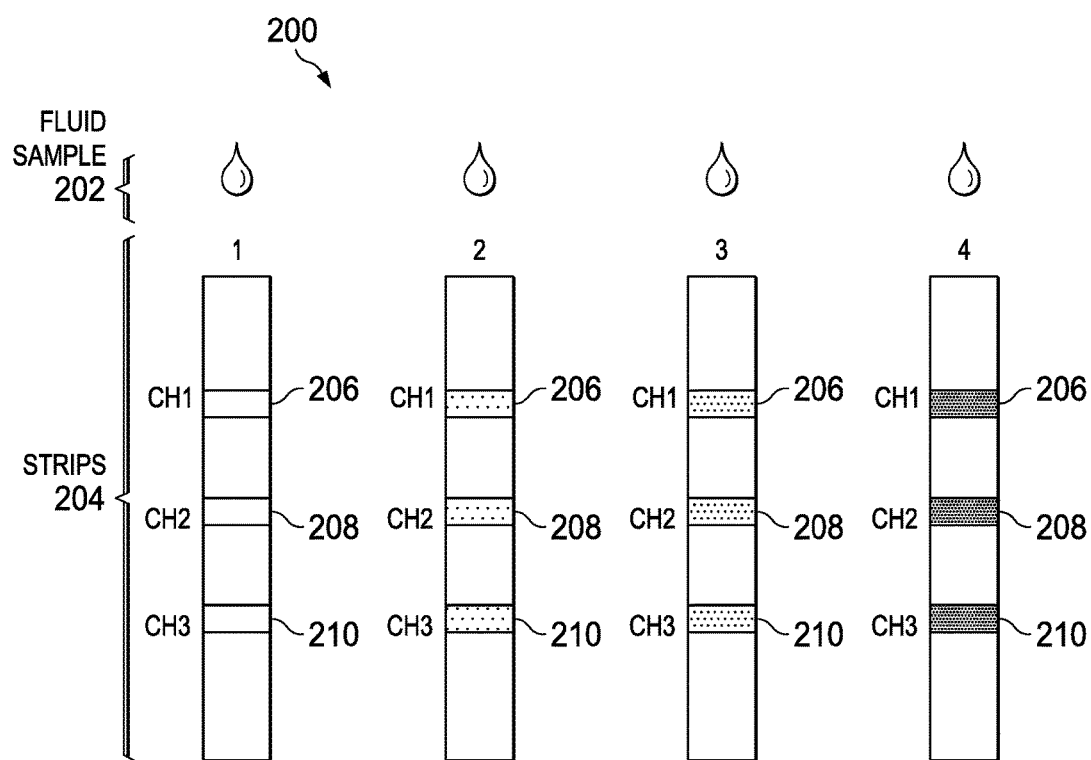 200
FLUID
SAMPLE
202
1 2 3 4
CH1 206 CH1 206 CH1 206 CH1 206
STRIPS
204
CH2 208 CH2 208 CH2 208 CH2 208
CH3 210 CH3 210 CH3 210 CH3 210